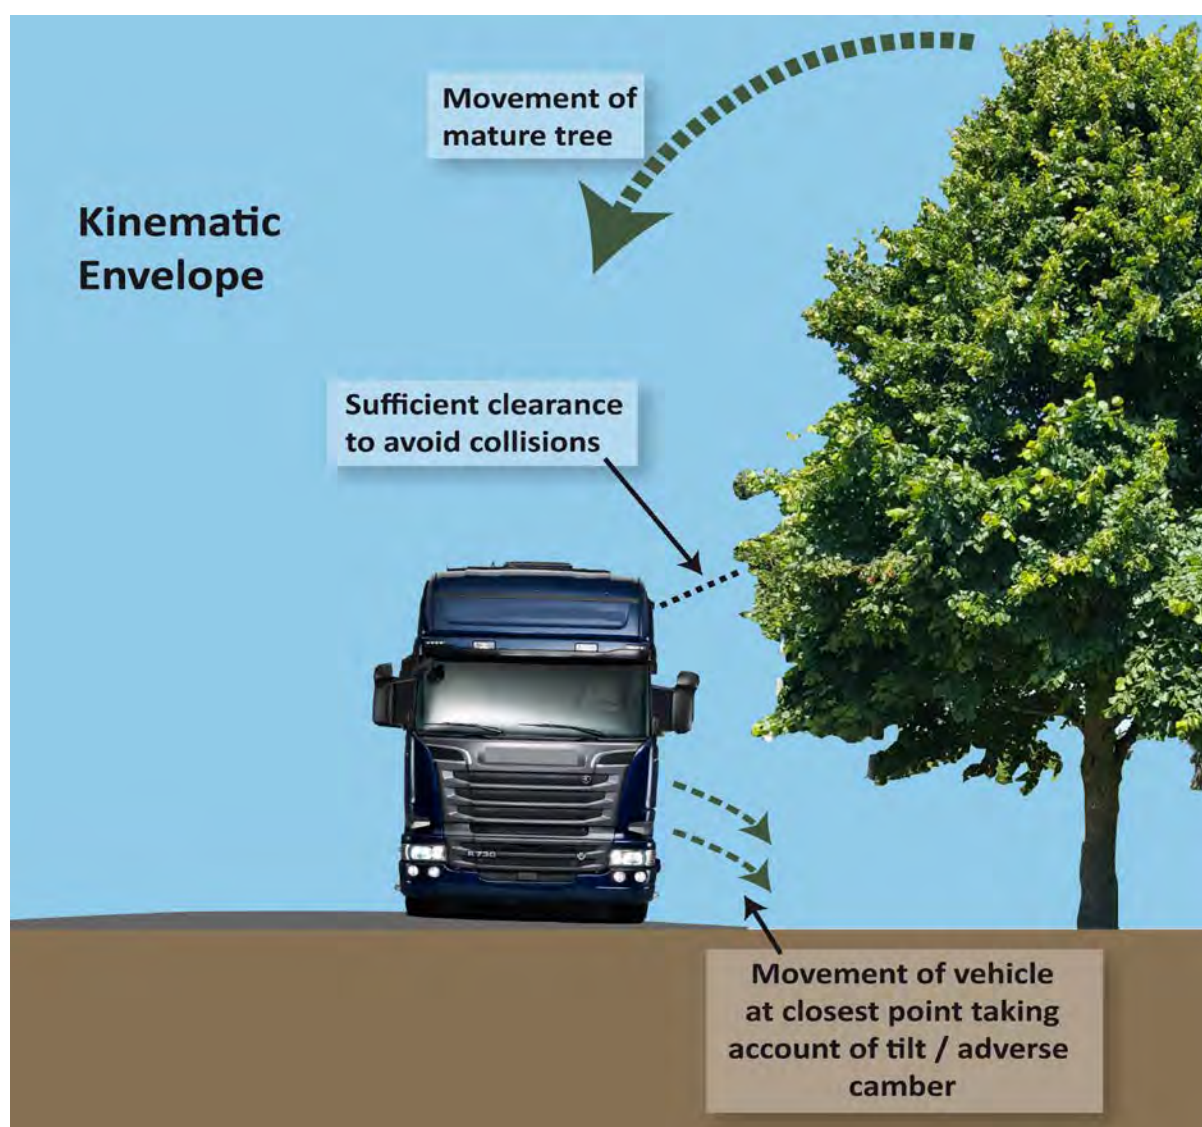 Movement of
mature tree
Kinematic
Envelope
Sufficient clearance
to avoid collisions
R730
Movement of vehicle
at closest point taking
account of tilt / adverse
camber